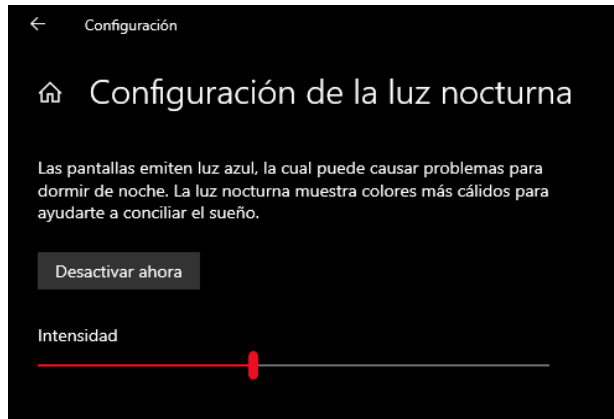 Configuración
Configuración de la luz nocturna
Las pantallas emiten luz azul, la cual puede causar problemas para
dormir de noche. La luz nocturna muestra colores más cálidos para
ayudarte a conciliar el sueño.
Desactivar ahora
Intensidad